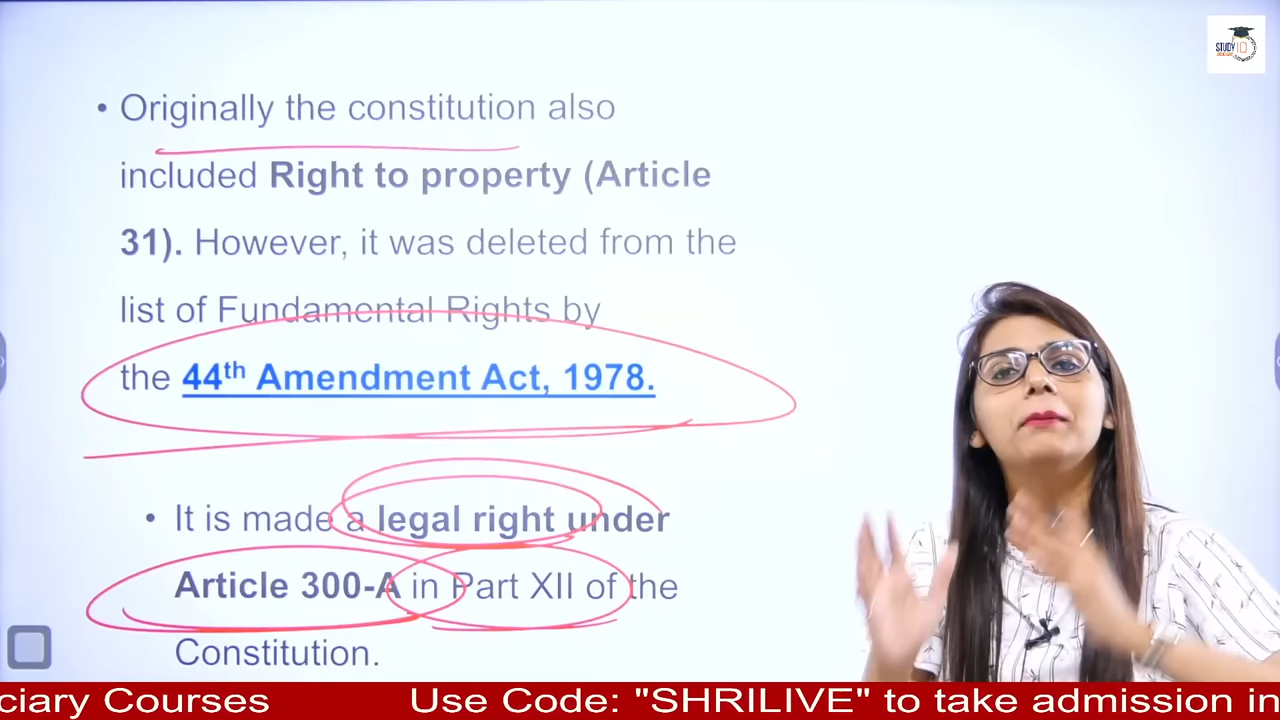 STUDY IQ
• Originally the constitution also
included Right to property (Article
31). However, it was deleted from the
list of Fundamental Rights by
the 44th Amendment Act, 1978.
• It is made a legal right under
Article 300-A in Part XII of the
Constitution.
ciary Courses Use Code: "SHRILIVE" to take admission in